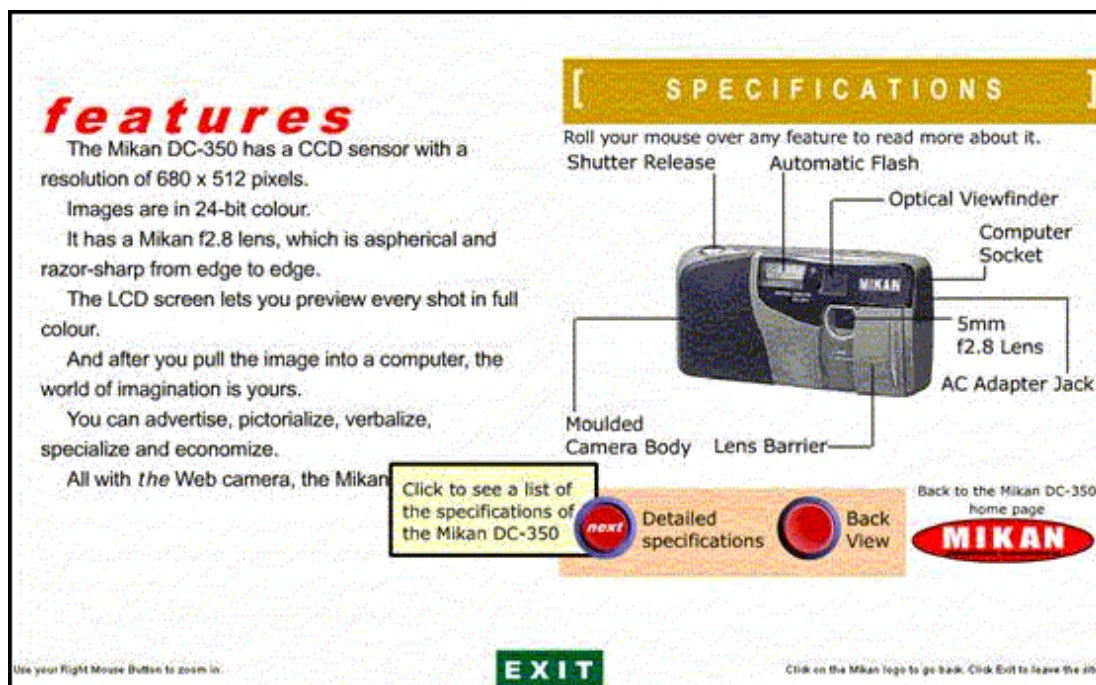 features
The Mikan DC-350 has a CCD sensor with a
resolution of 680 x 512 pixels.
Images are in 24-bit colour.
It has a Mikan f2.8 lens, which is aspherical and
razor-sharp from edge to edge.
The LCD screen lets you preview every shot in full
colour.
And after you pull the image into a computer, the
world of imagination is yours.
You can advertise, pictorialize, verbalize,
specialize and economize.
All with the Web camera, the Mikan
[ SPECIFICATIONS ]
Roll your mouse over any feature to read more about it.
Shutter Release
Automatic Flash
Optical Viewfinder
Computer
Socket
MIKAN
5mm
f2.8 Lens
AC Adapter Jack
Moulded
Camera Body
Lens Barrier
Click to see a list of
the specifications of
the Mikan DC-350
next
Detailed
specifications
Back
View
Back to the Mikan DC-350
home page
MIKAN
Use your Right Mouse Button to zoom in.
EXIT
Click on the Mikan logo to go back. Click Exit to leave the